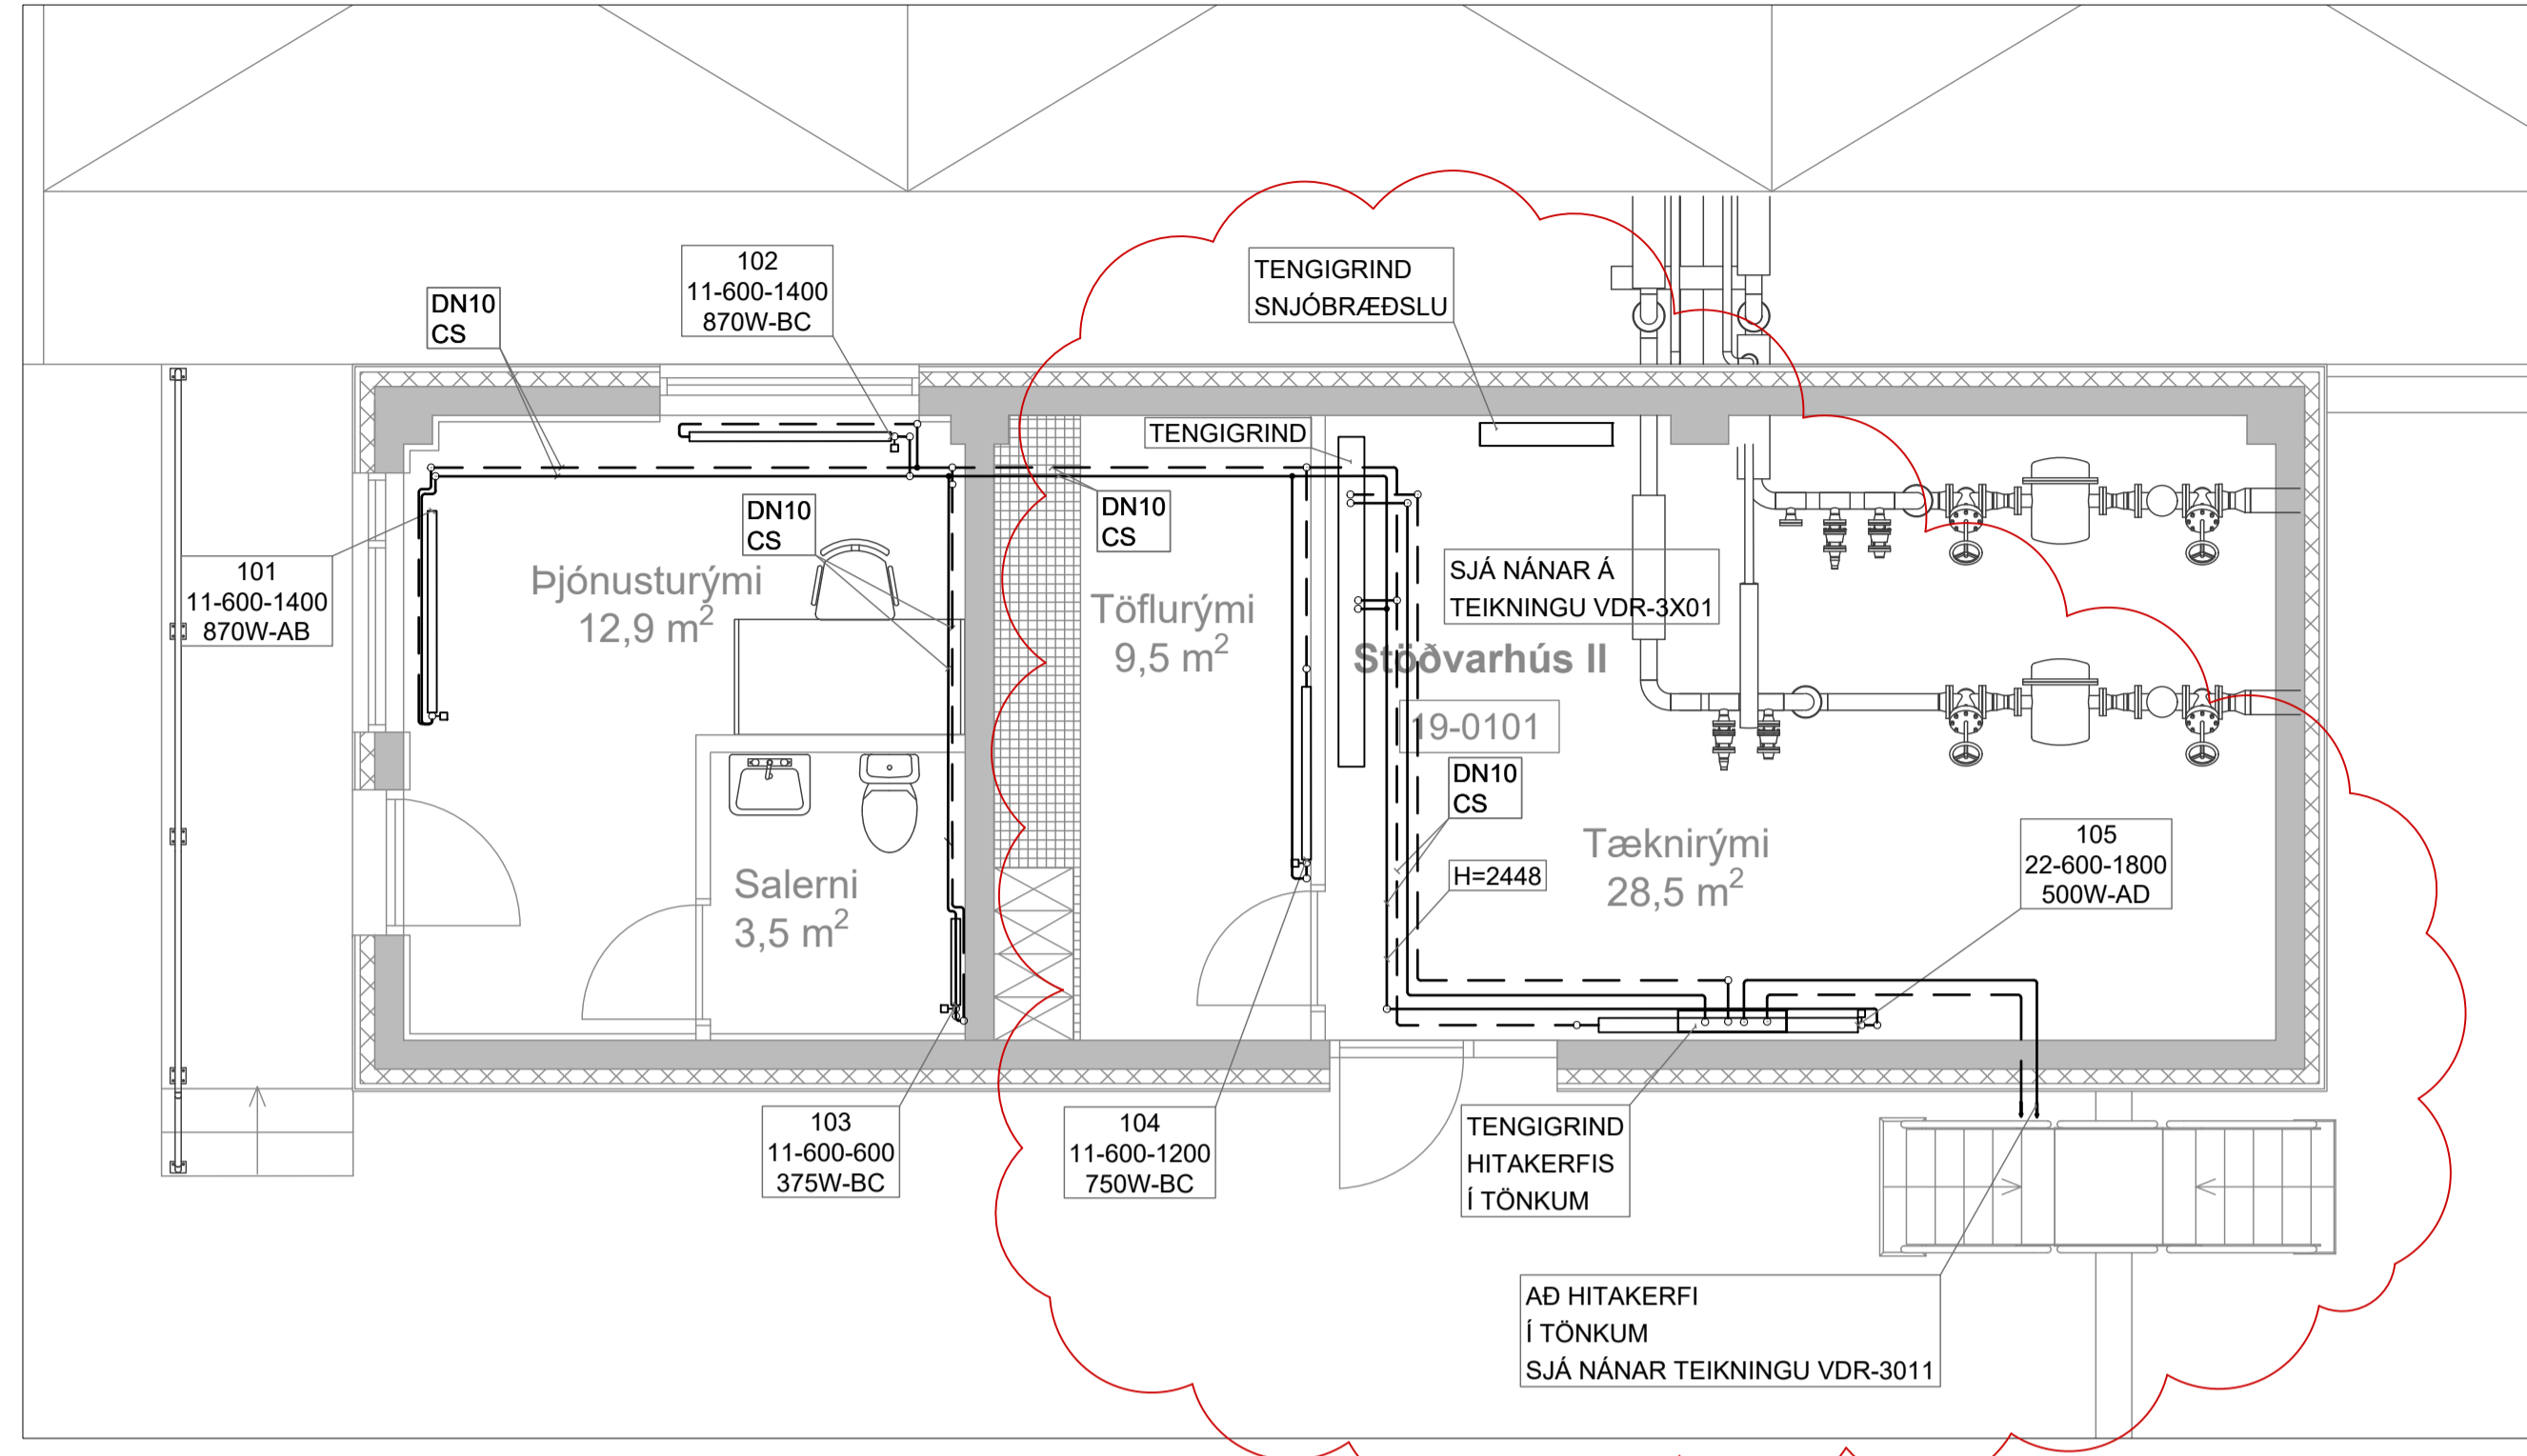 102
11-600-1400
870W-BC
TENGIGRIND
SNJÓBRÆÐSLU
DN10
CS
TENGIGRIND
DN10
CS
DN10
CS
101
11-600-1400
870W-AB
Þjónusturými
12,9 m²
Töflurými
9,5 m²
SJÁ NÁNAR Á
TEIKNINGU VDR-3X01
Stöðvarhús II
19-0101
DN10
CS
H=2448
Tæknirými
28,5 m²
105
22-600-1800
500W-AD
Salerni
3,5 m²
103
11-600-600
375W-BC
104
11-600-1200
750W-BC
TENGIGRIND
HITAKERFIS
Í TÖNKUM
AÐ HITAKERFI
Í TÖNKUM
SJÁ NÁNAR TEIKNINGU VDR-3011